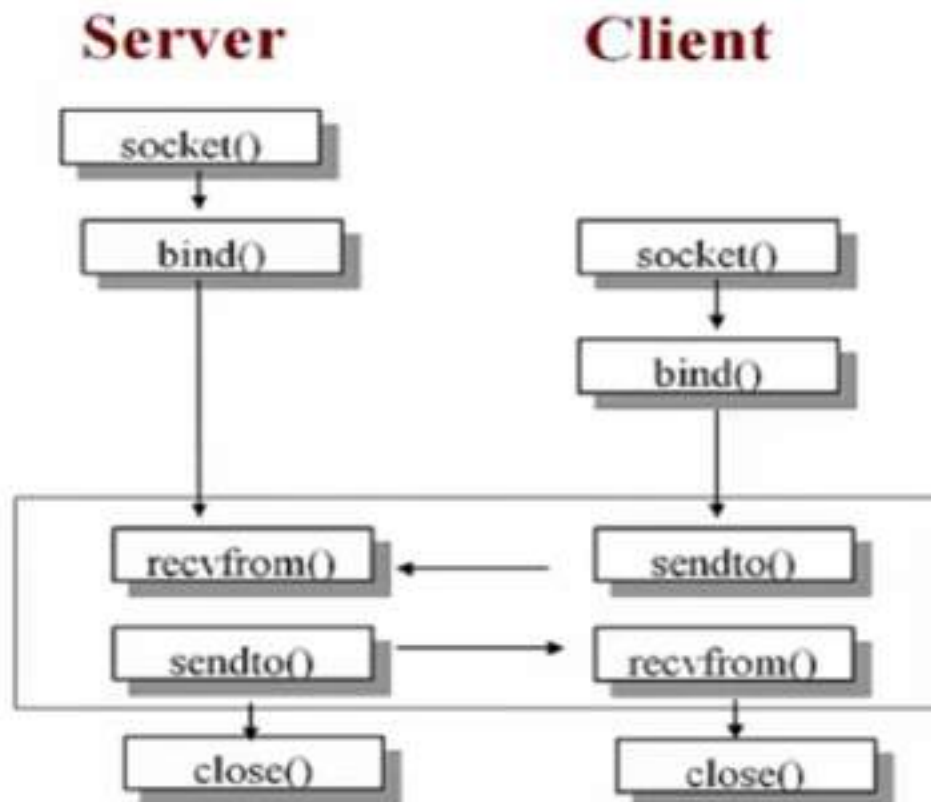 Server
Client
socket()
bind()
socket()
bind()
recvfrom()
sendto()
sendto()
recvfrom()
close()
close()